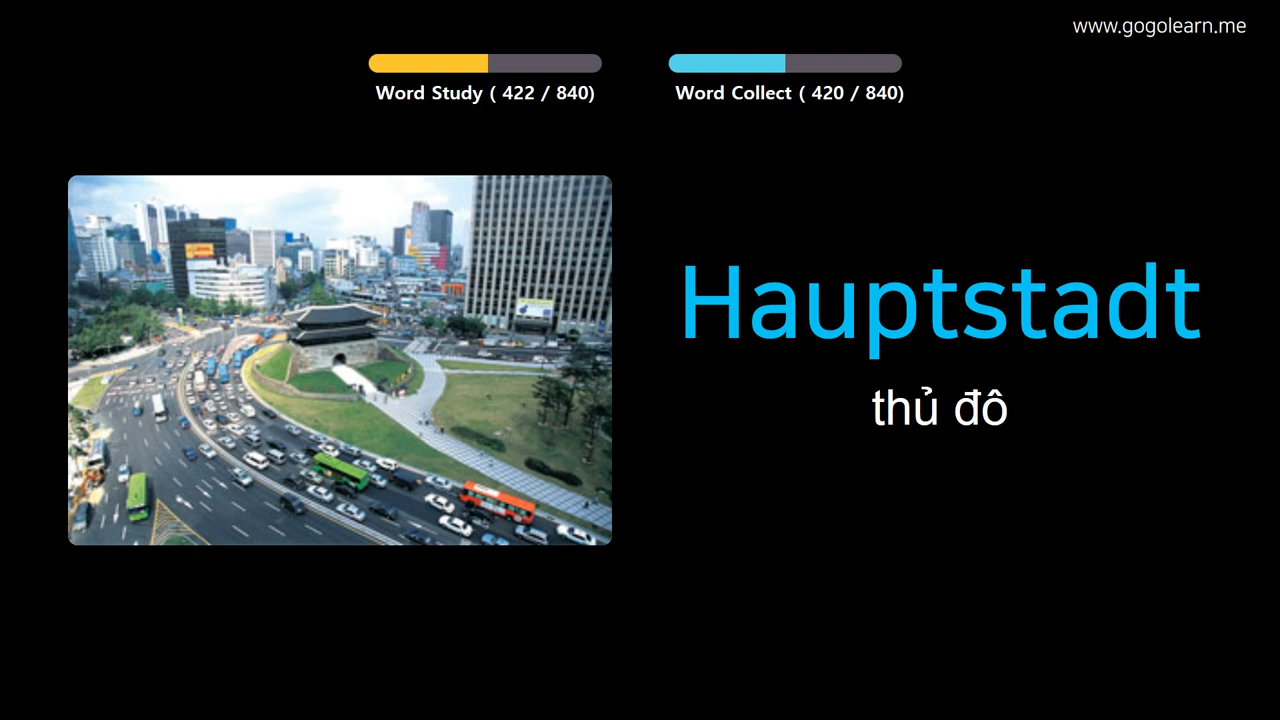 www.gogolearn.me
Word Study ( 422 / 840)
Word Collect ( 420 / 840)
Hauptstadt
thủ đô